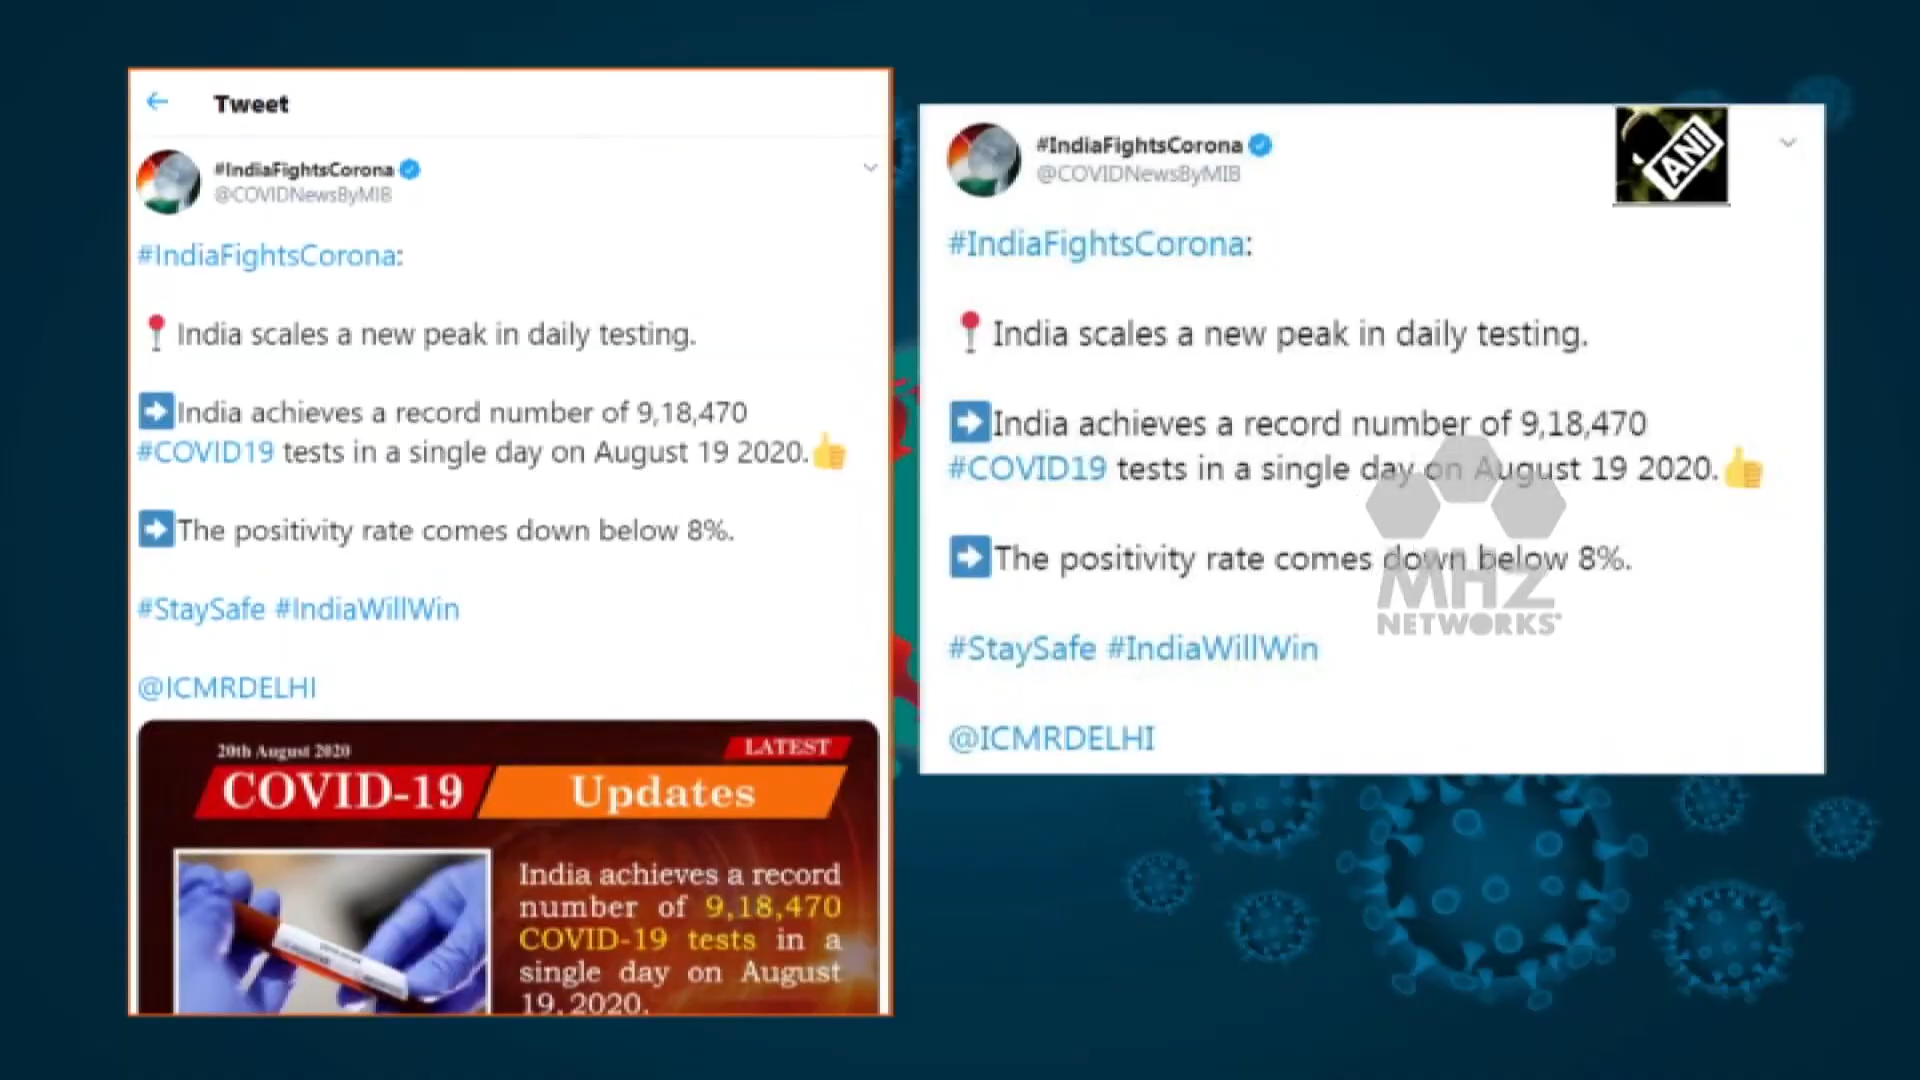 Tweet
#IndiaFightsCorona
@COVIDNewsByMIB
#IndiaFightsCorona:
India scales a new peak in daily testing.
India achieves a record number of 9,18,470
#COVID19 tests in a single day on August 19 2020.
The positivity rate comes down below 8%.
#StaySafe #IndiaWillWin
@ICMRDELHI
20th August 2020
LATEST
COVID-19 Updates
India achieves a record
number of 9,18,470
COVID-19 tests in a
single day on August
19, 2020.
#IndiaFightsCorona
@COVIDNewsByMIB
ANI
#IndiaFightsCorona:
India scales a new peak in daily testing.
India achieves a record number of 9,18,470
#COVID19 tests in a single day on August 19 2020.
The positivity rate comes down below 8%.
#StaySafe #IndiaWillWin
@ICMRDELHI
MHZ
NETWORKS